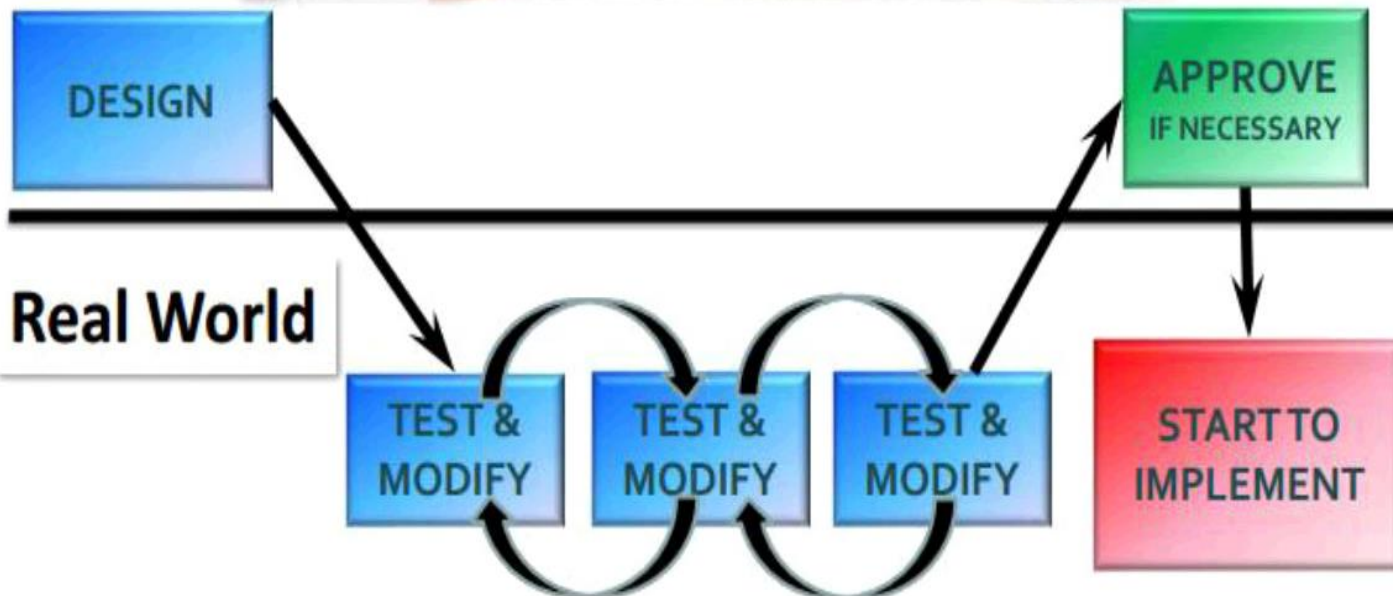 DESIGN
APPROVE
IF NECESSARY
Real World
TEST &
MODIFY
TEST &
MODIFY
TEST &
MODIFY
START TO
IMPLEMENT